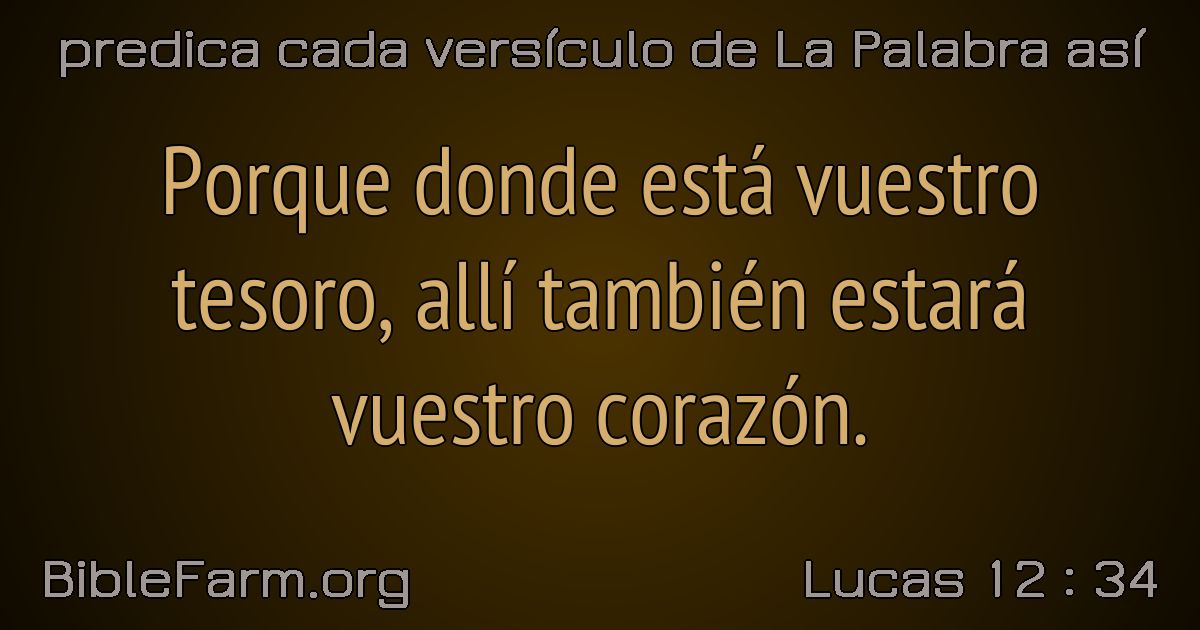 predica cada versículo de La Palabra así
Porque donde está vuestro
tesoro, allí también estará
vuestro corazón.
BibleFarm.org
Lucas 12 : 34